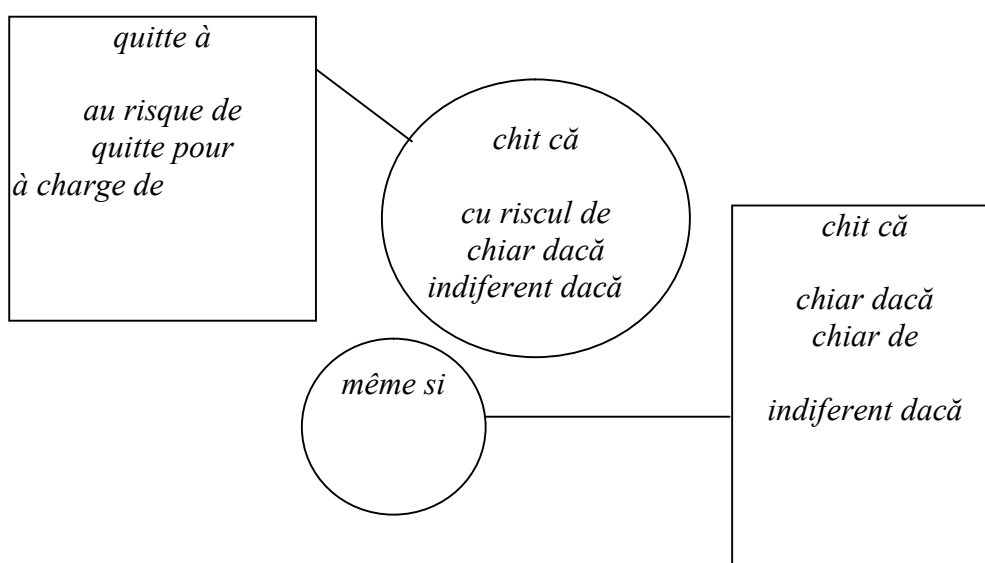 quitte à
au risque de
quitte pour
à charge de
chit că
cu riscul de
chiar dacă
indiferent dacă
chit că
chiar dacă
chiar de
indiferent dacă
même si